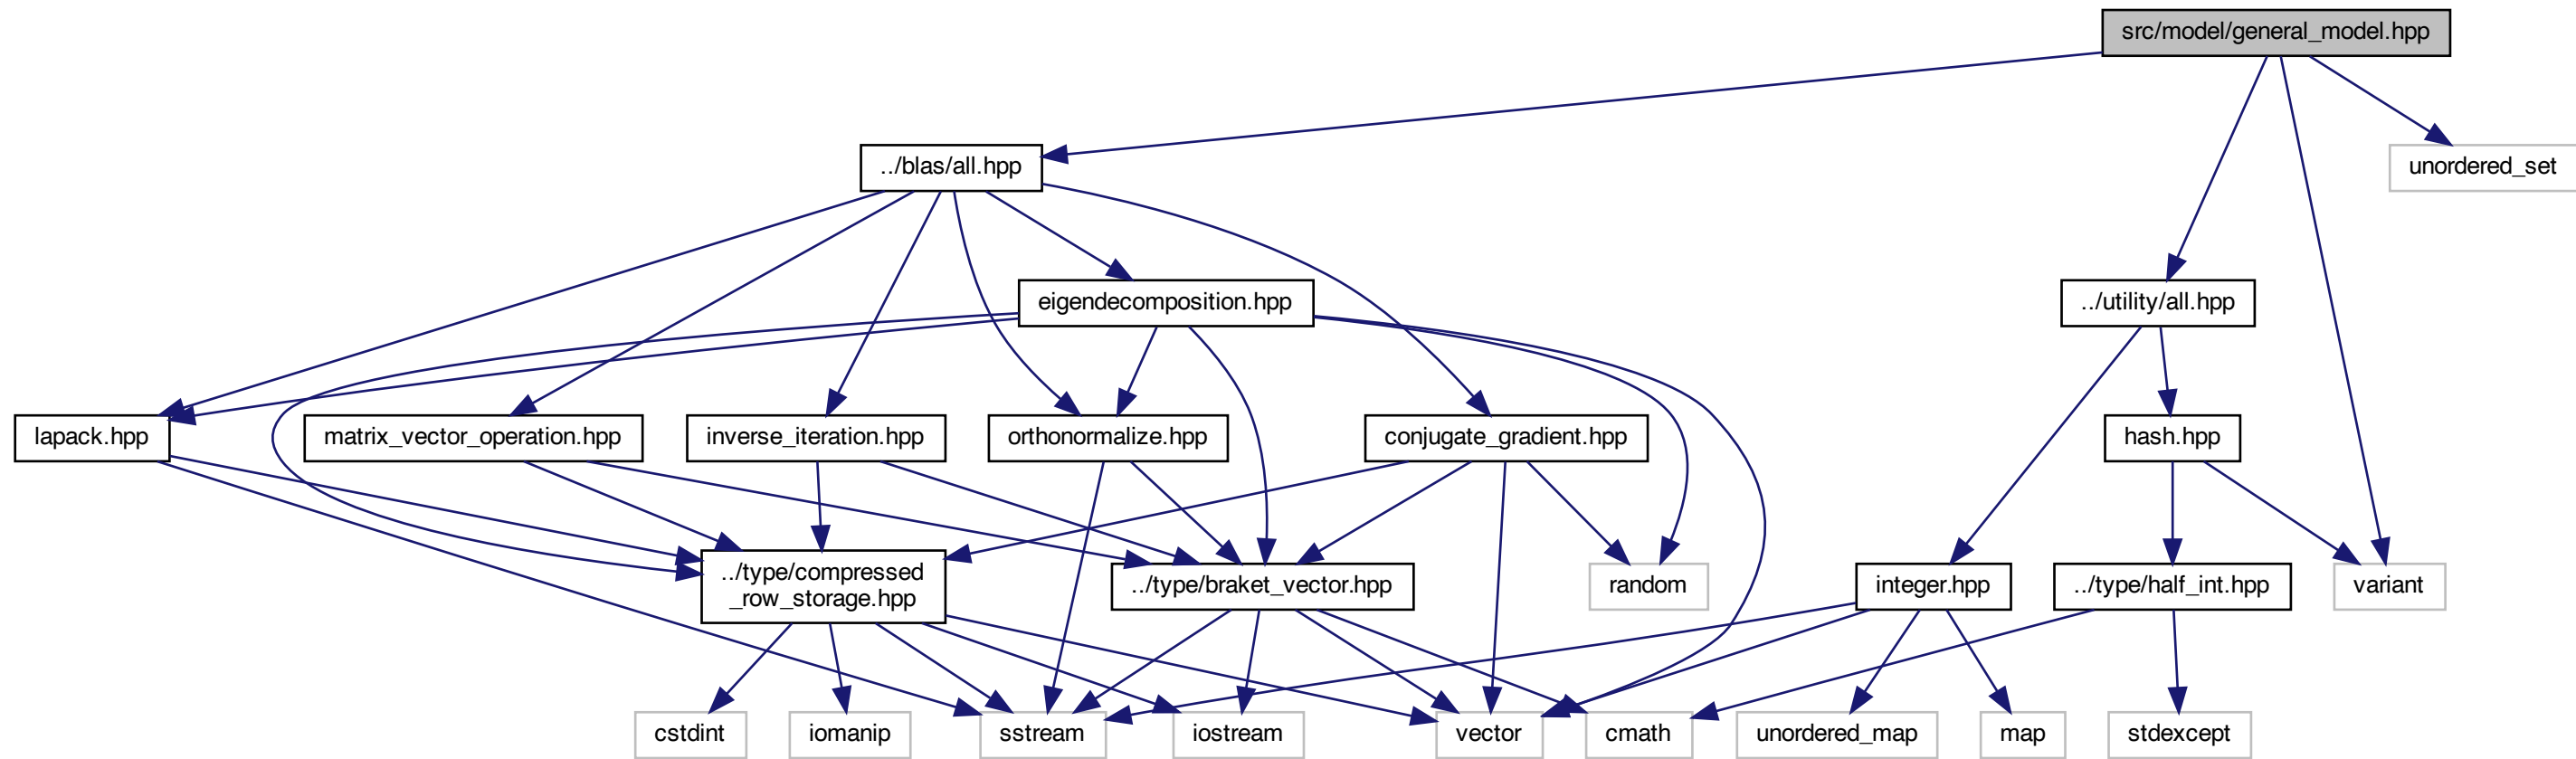 src/model/general_model.hpp
../blas/all.hpp
unordered_set
eigendecomposition.hpp
../utility/all.hpp
lapack.hpp
matrix_vector_operation.hpp
inverse_iteration.hpp
orthonormalize.hpp
conjugate_gradient.hpp
hash.hpp
../type/compressed
_row_storage.hpp
../type/braket_vector.hpp
random
integer.hpp
../type/half_int.hpp
variant
cstdint
iomanip
sstream
iostream
vector
cmath
unordered_map
map
stdexcept